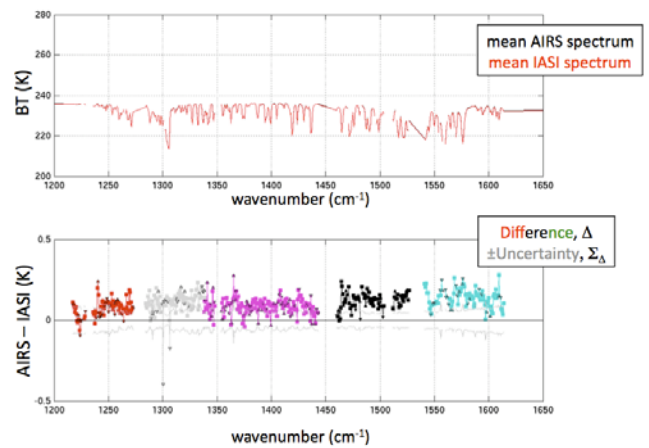 280
260
240
220
200
BT (K)
mean AIRS spectrum
mean IASI spectrum
1200 1250 1300 1350 1400 1450 1500 1550 1600 1650
wavenumber (cm⁻¹)
0.5
0
-0.5
AIRS – IASI (K)
Difference, Δ
±Uncertainty, Σ_Δ
1200 1250 1300 1350 1400 1450 1500 1550 1600 1650
wavenumber (cm⁻¹)